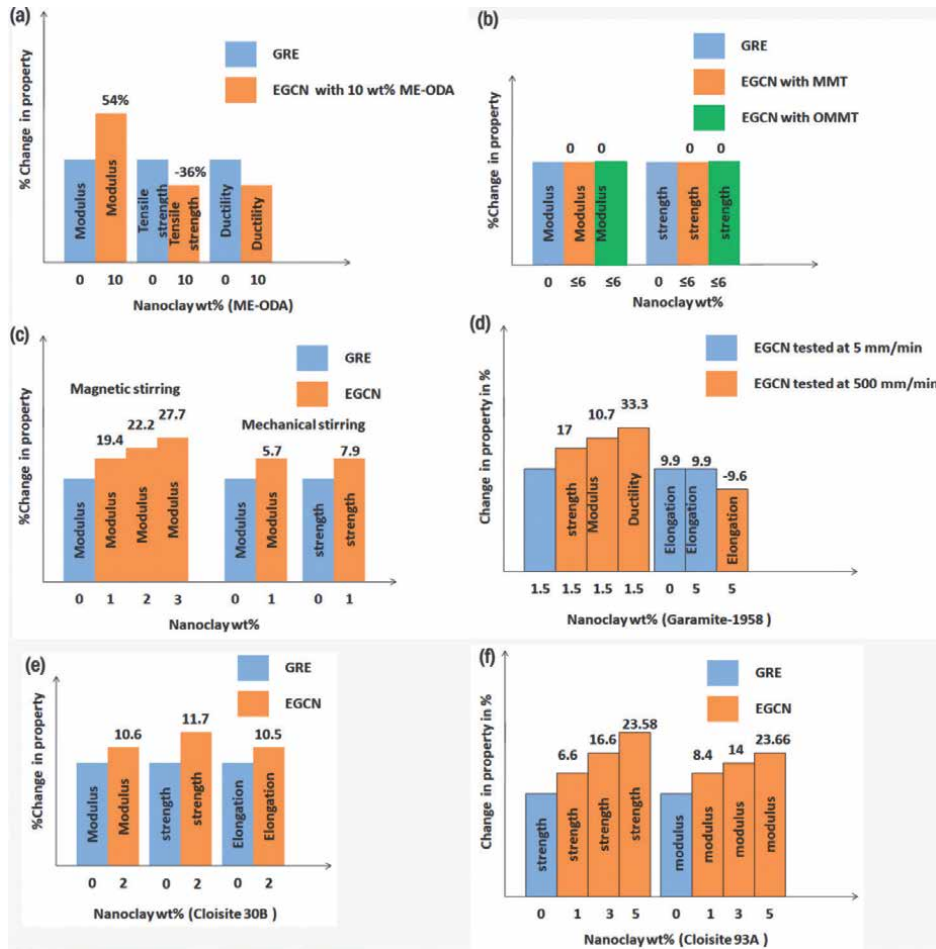 (a)
GRE
EGCN with 10 wt% ME-ODA
% Change in property
54%
-36%
Modulus
Modulus
Tensile
strength
Tensile
strength
Ductility
Ductility
0 10 0 10 0 10
Nanoclay wt% (ME-ODA)
(b)
GRE
EGCN with MMT
EGCN with OMMT
%Change in property
0 0 0 0
Modulus
Modulus
Modulus
strength
strength
strength
0 ≤6 ≤6 0 ≤6 ≤6
Nanoclay wt%
(c)
GRE
EGCN
Magnetic stirring
Mechanical stirring
%Change in property
19.4 22.2 27.7 5.7 7.9
Modulus
Modulus
Modulus
Modulus
Modulus
Modulus
strength
strength
0 1 2 3 0 1 0 1
Nanoclay wt%
(d)
EGCN tested at 5 mm/min
EGCN tested at 500 mm/min
Change in property in %
17 10.7 33.3 9.9 9.9 -9.6
strength
Modulus
Ductility
Elongation
Elongation
Elongation
1.5 1.5 1.5 1.5 0 5 5
Nanoclay wt% (Garamite-1958 )
(e)
GRE
EGCN
%Change in property
10.6 11.7 10.5
Modulus
Modulus
strength
strength
Elongation
Elongation
0 2 0 2 0 2
Nanoclay wt% (Cloisite 30B )
(f)
GRE
EGCN
Change in property in %
6.6 16.6 23.58 8.4 14 23.66
strength
strength
strength
strength
modulus
modulus
modulus
modulus
0 1 3 5 0 1 3 5
Nanoclay wt% (Cloisite 93A )